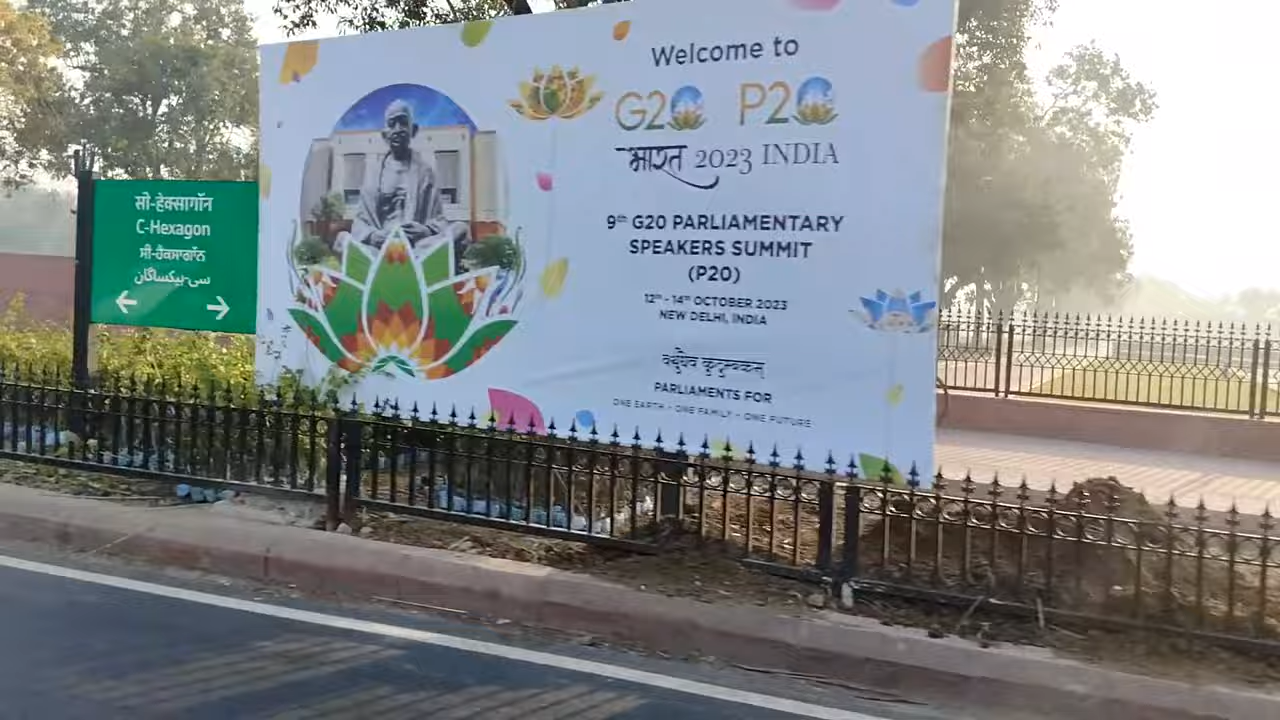 सी-हेक्सागॉन
C-Hexagon
ਸੀ-ਹੈਕਸਾਗਾੱਨ
سی-ہیکساگان
Welcome to
G20 P20
भारत 2023 INDIA
9th G20 PARLIAMENTARY
SPEAKERS SUMMIT
(P20)
12th - 14th OCTOBER 2023
NEW DELHI, INDIA
वसुधैव कुटुम्बकम्
PARLIAMENTS FOR
ONE EARTH • ONE FAMILY • ONE FUTURE